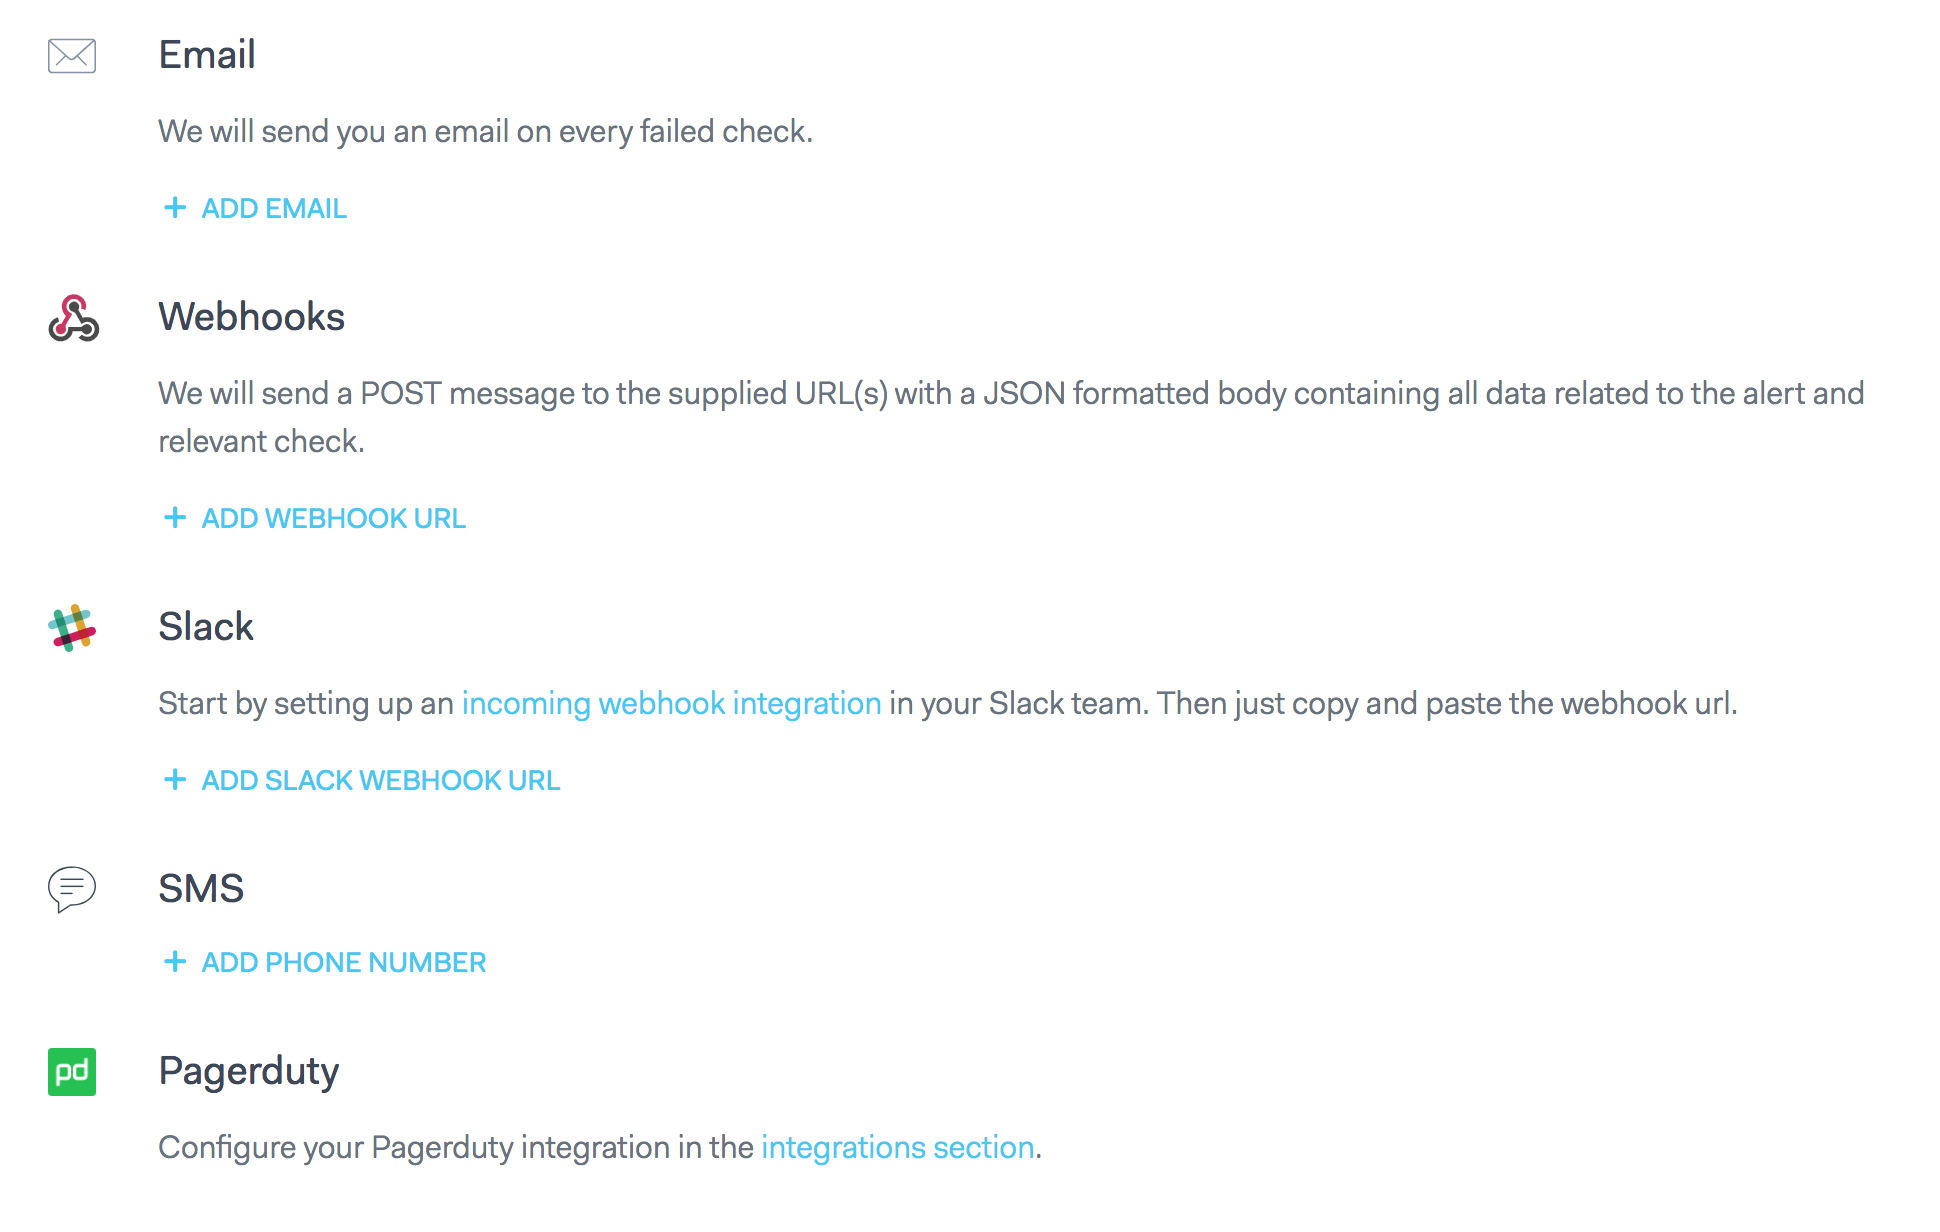 Email
We will send you an email on every failed check.
+ ADD EMAIL
Webhooks
We will send a POST message to the supplied URL(s) with a JSON formatted body containing all data related to the alert and
relevant check.
+ ADD WEBHOOK URL
Slack
Start by setting up an incoming webhook integration in your Slack team. Then just copy and paste the webhook url.
+ ADD SLACK WEBHOOK URL
SMS
+ ADD PHONE NUMBER
pd
Pagerduty
Configure your Pagerduty integration in the integrations section.